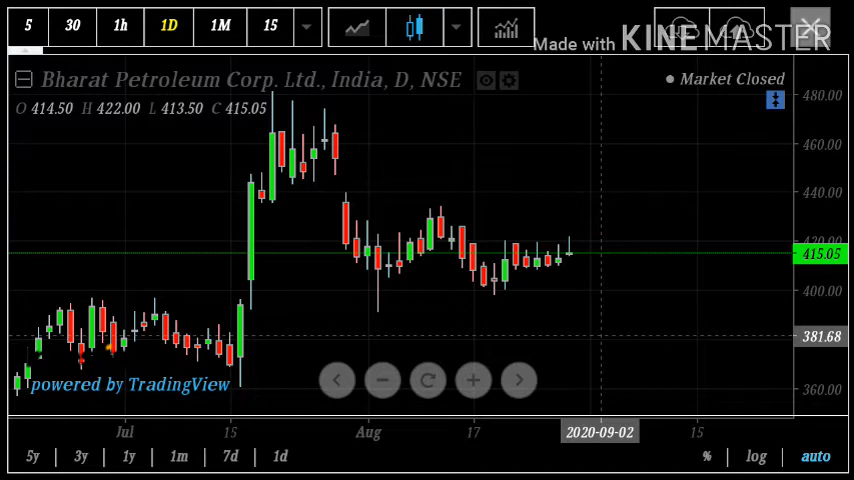 5 30 1h 1D 1M 15
Made with KINEMASTER
Bharat Petroleum Corp. Ltd., India, D, NSE
Market Closed
O 414.50 H 422.00 L 413.50 C 415.05
480.00
460.00
440.00
420.00
415.05
400.00
381.68
360.00
powered by TradingView
Jul 15 Aug 17 2020-09-02 15
5y 3y 1y 1m 7d 1d % log auto